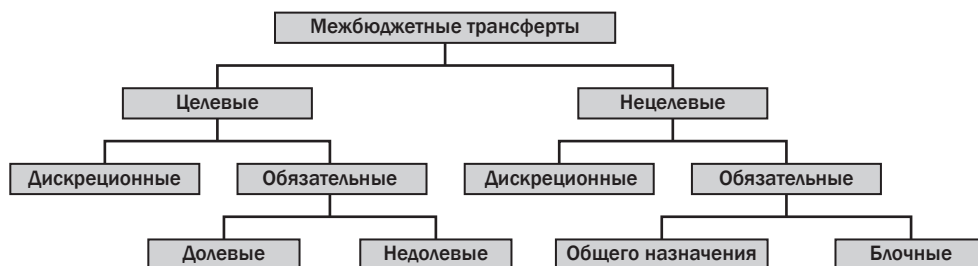 Межбюджетные трансферты
Целевые
Нецелевые
Дискреционные
Обязательные
Дискреционные
Обязательные
Долевые
Недолевые
Общего назначения
Блочные